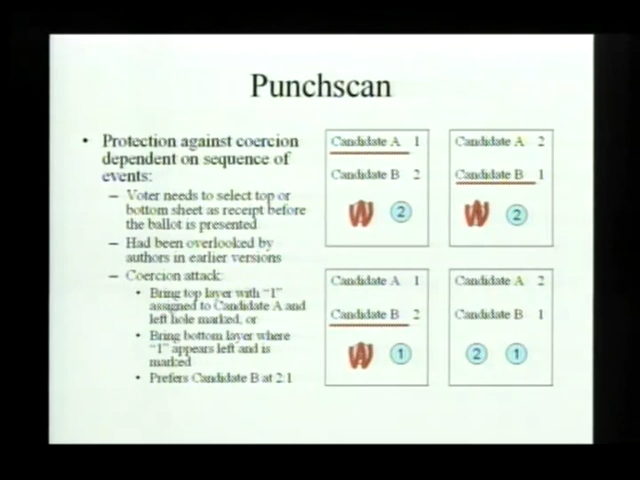 Punchscan
• Protection against coercion
dependent on sequence of
events:
– Voter needs to select top or
bottom sheet as receipt before
the ballot is presented
– Had been overlooked by
authors in earlier versions
– Coercion attack:
• Bring top layer with “1”
assigned to Candidate A and
left hole marked, or
• Bring bottom layer where
“1” appears left and is
marked
• Prefers Candidate B at 2:1
Candidate A 1
Candidate B 2
2
Candidate A 2
Candidate B 1
2
Candidate A 1
Candidate B 2
1
Candidate A 2
Candidate B 1
2 1